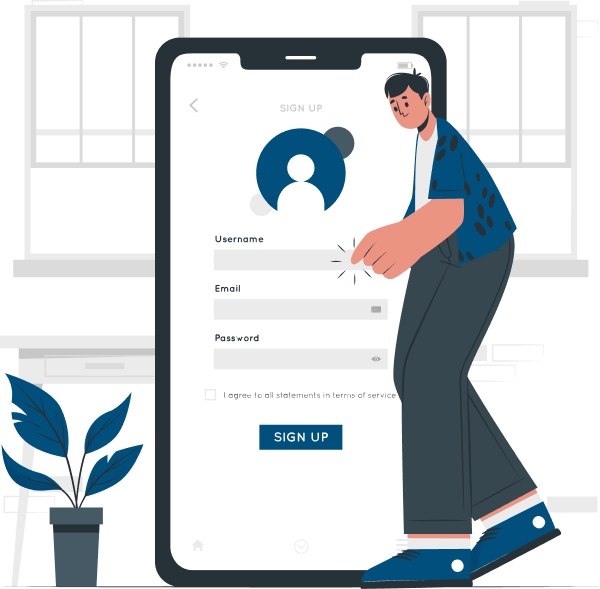 SIGN UP
Username
Email
Password
I agree to all statements in terms of service
SIGN UP